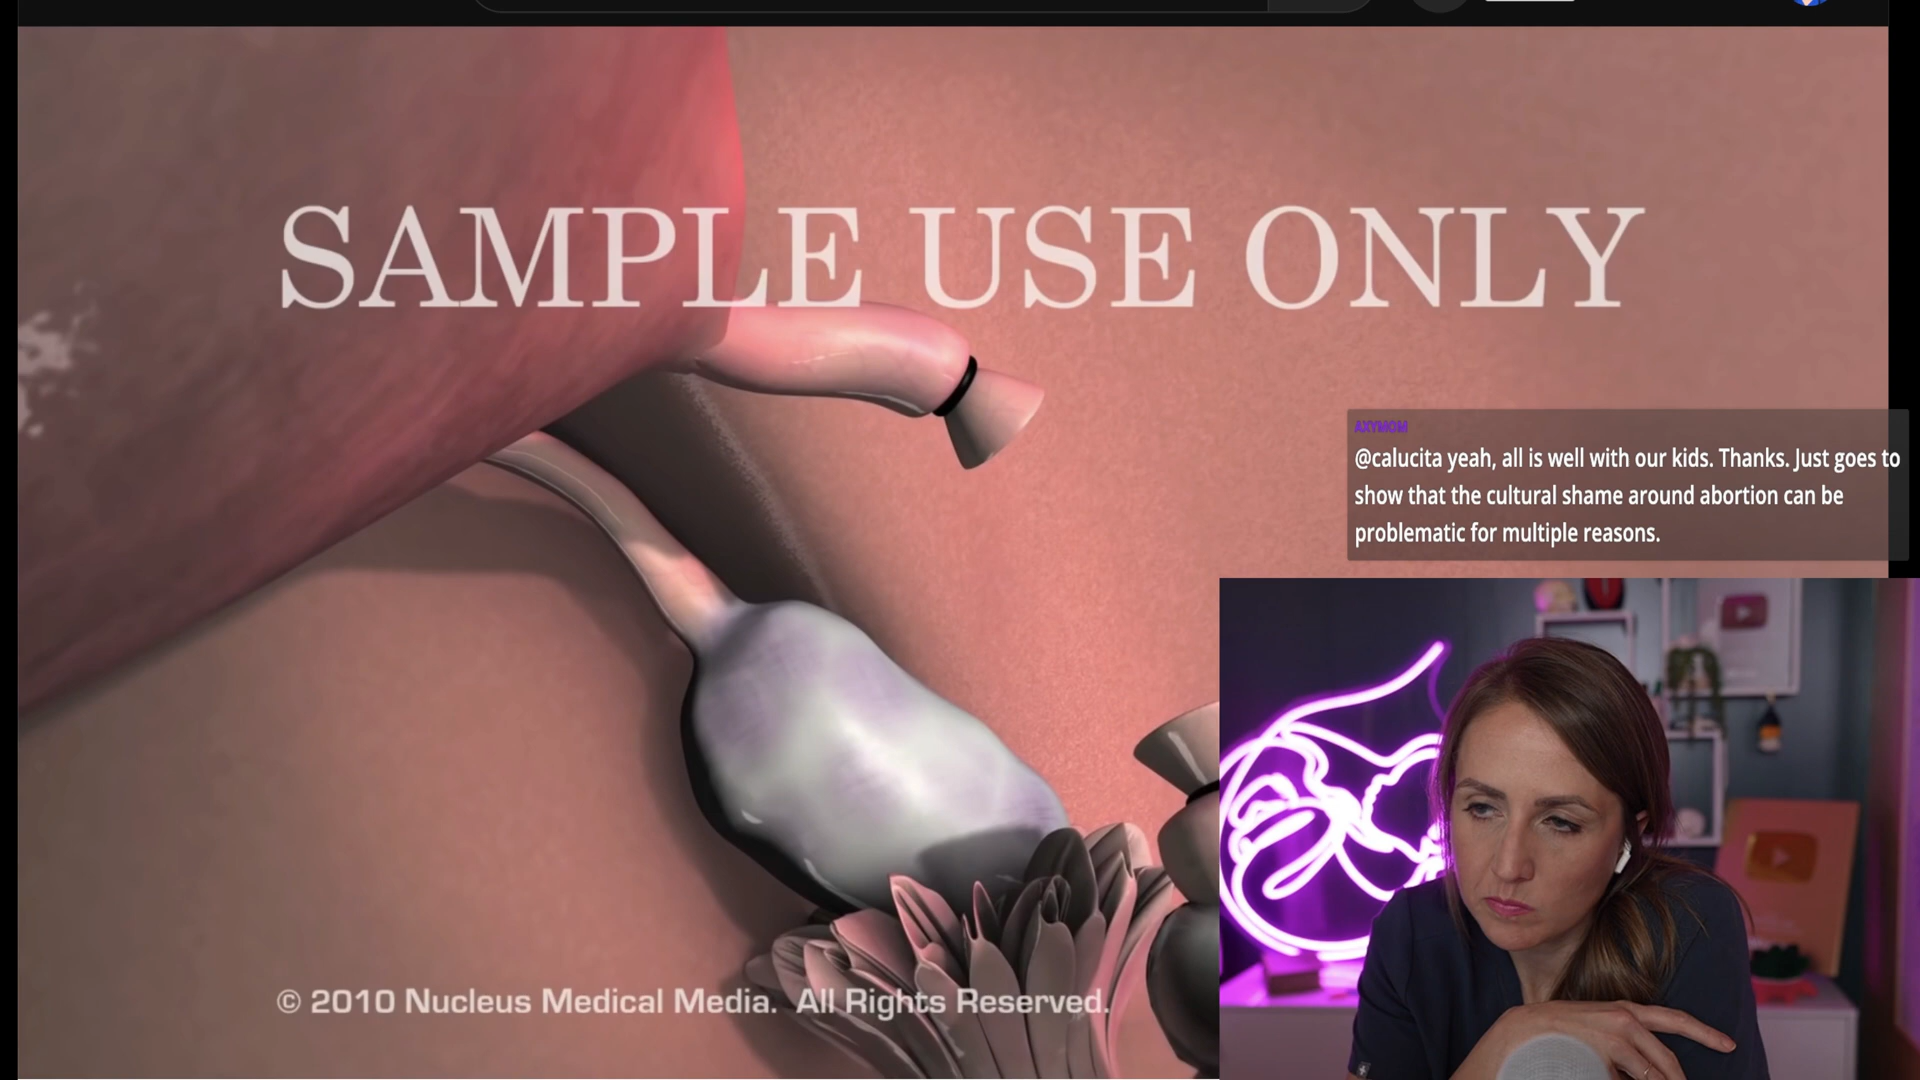 SAMPLE USE ONLY
AXYMOM
@calucita yeah, all is well with our kids. Thanks. Just goes to
show that the cultural shame around abortion can be
problematic for multiple reasons.
© 2010 Nucleus Medical Media. All Rights Reserved.